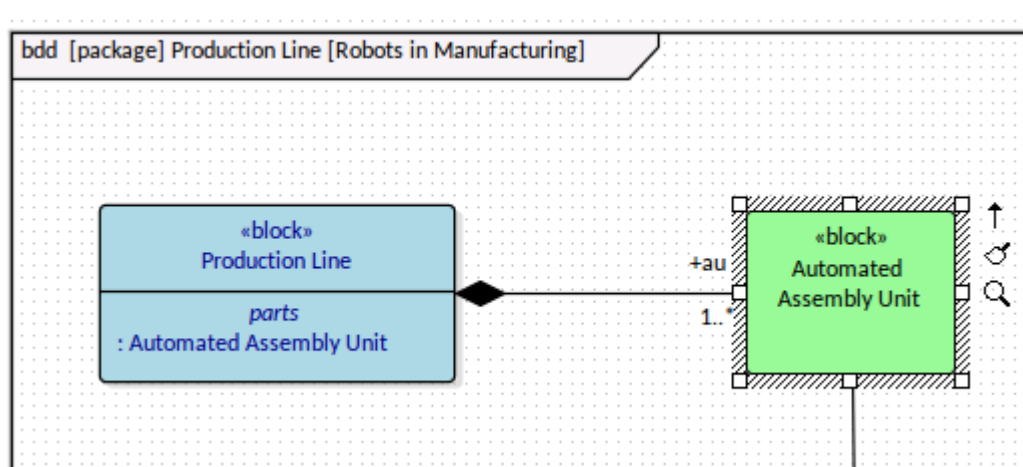 bdd [package] Production Line [Robots in Manufacturing]
«block»
Production Line
parts
: Automated Assembly Unit
+au
1..*
«block»
Automated
Assembly Unit